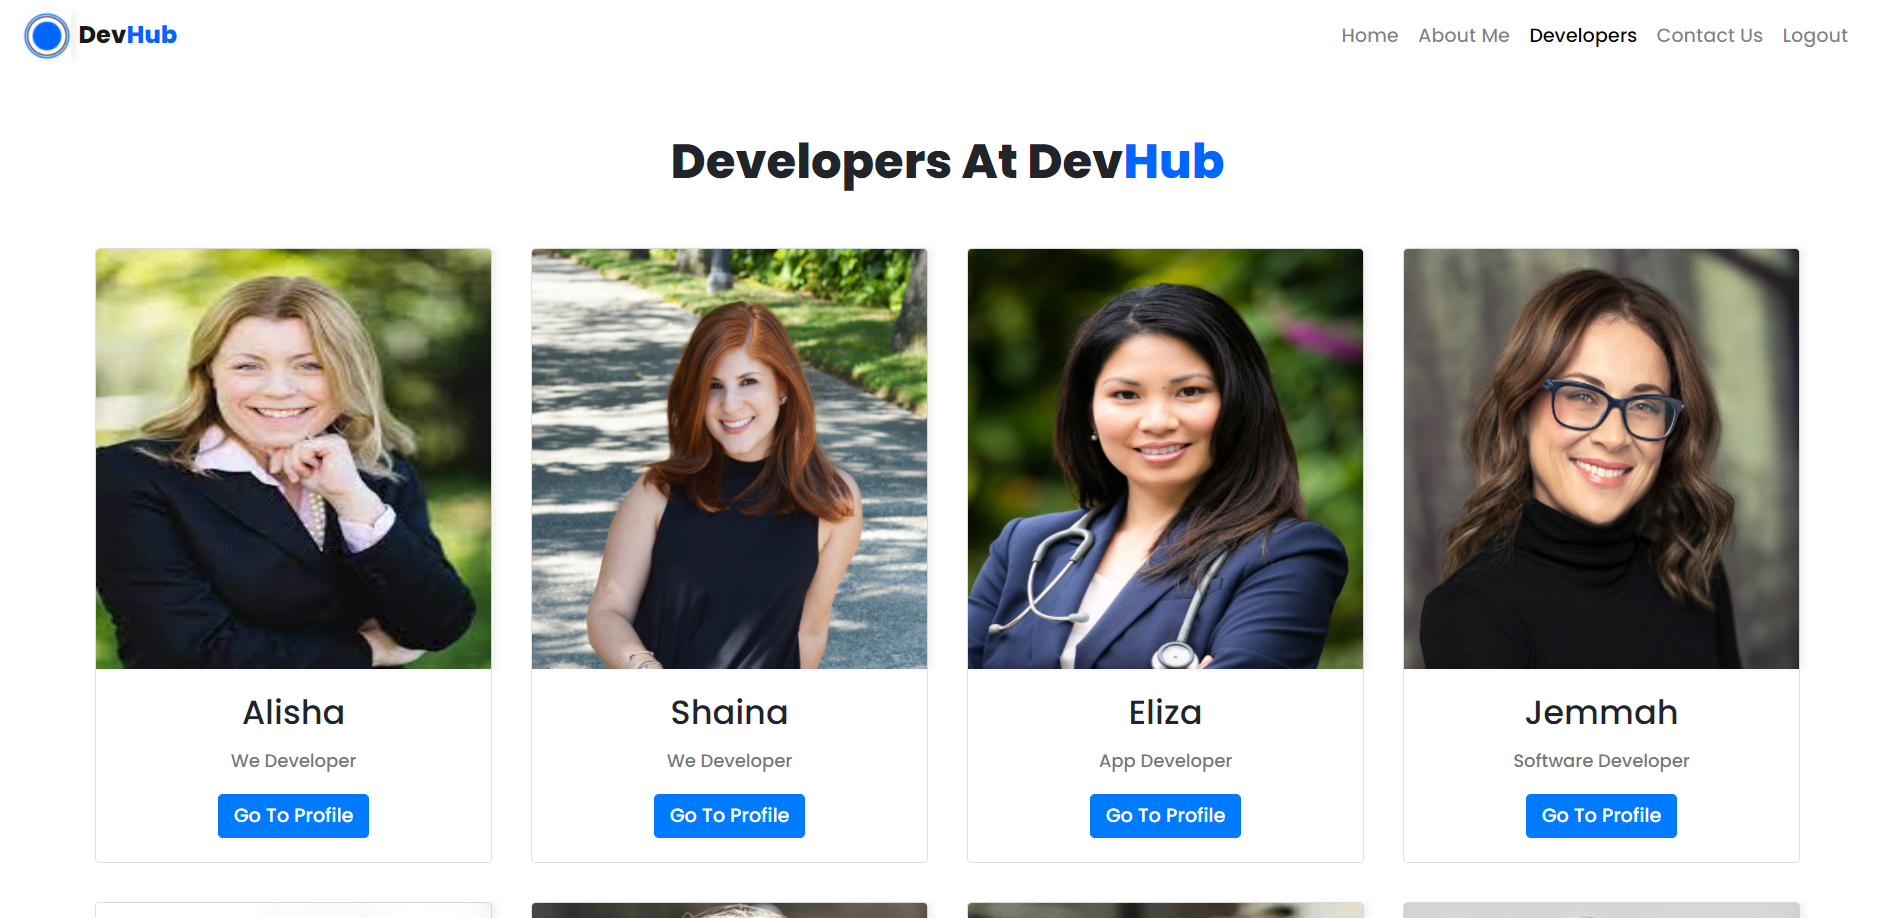 DevHub
Home About Me Developers Contact Us Logout
Developers At DevHub
Alisha
We Developer
Go To Profile
Shaina
We Developer
Go To Profile
Eliza
App Developer
Go To Profile
Jemmah
Software Developer
Go To Profile